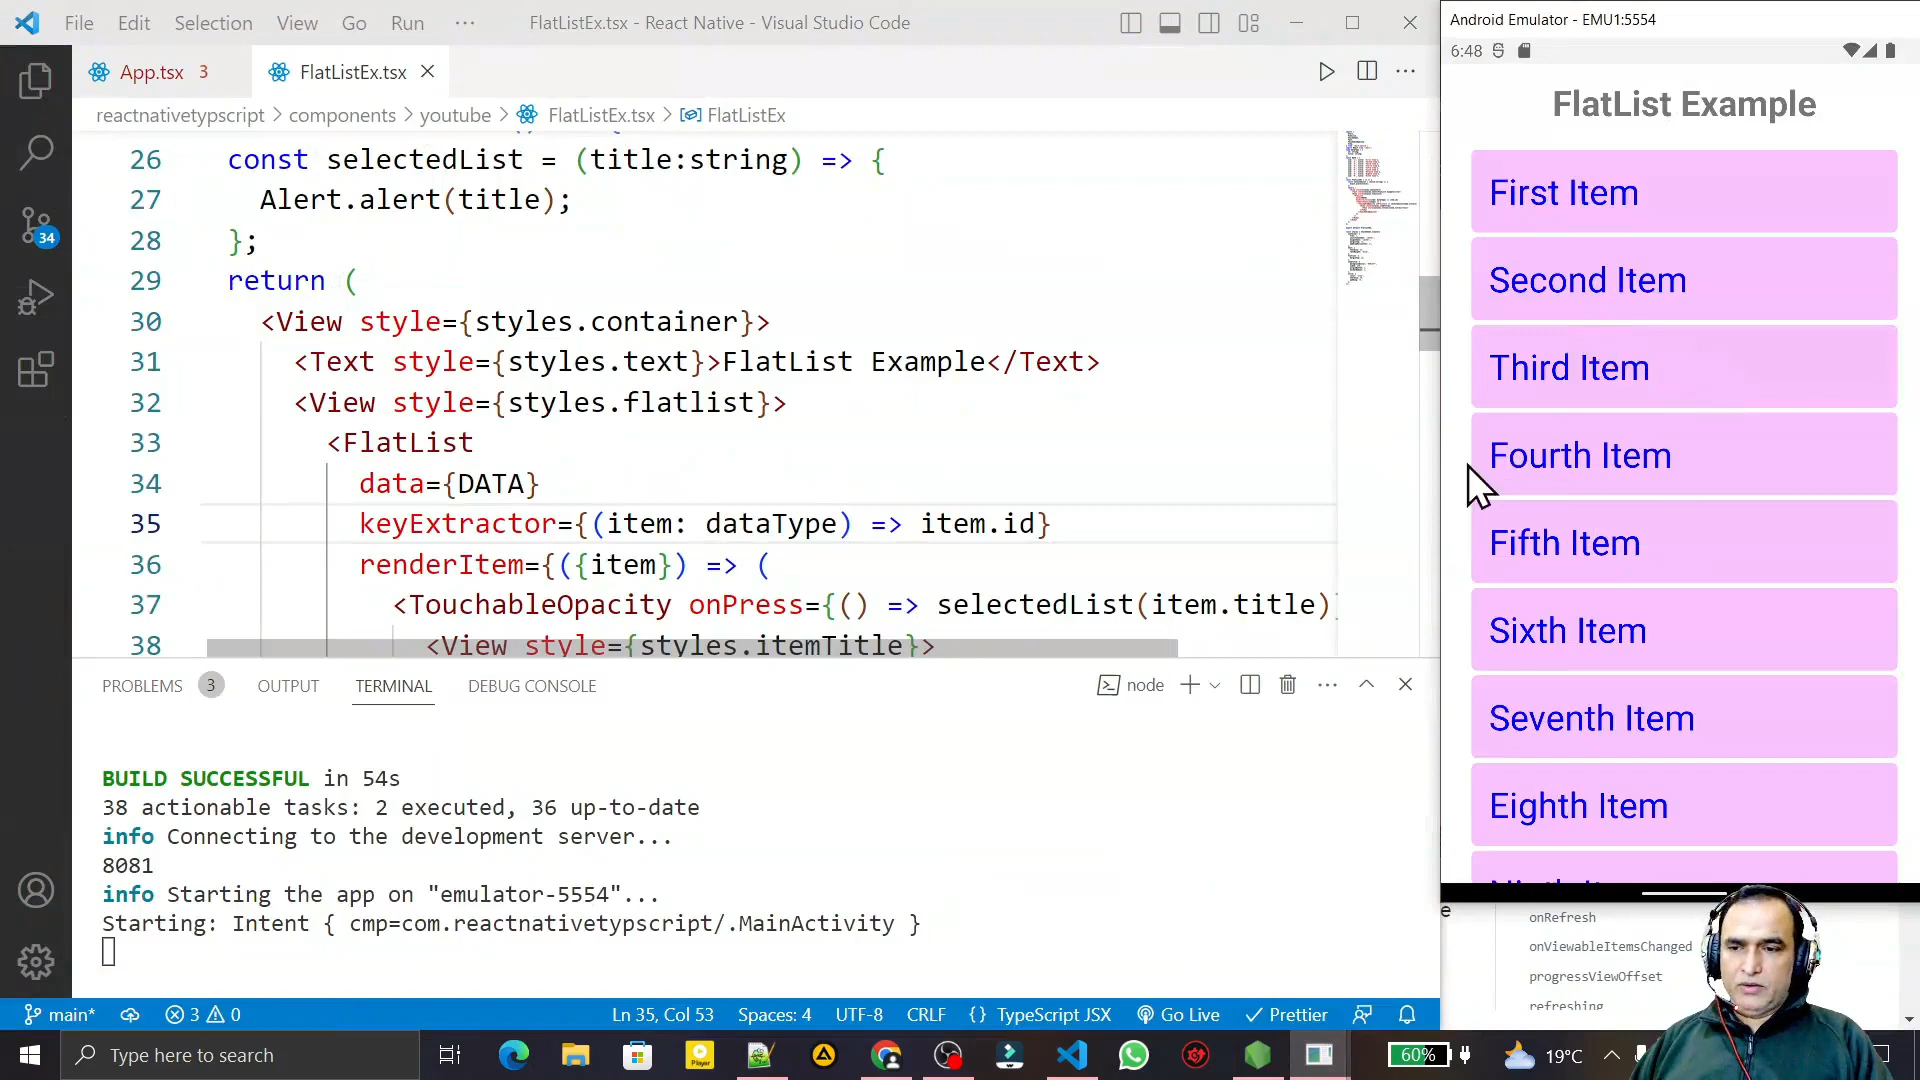 File Edit Selection View Go Run ··· FlatListEx.tsx - React Native - Visual Studio Code
App.tsx 3 FlatListEx.tsx
reactnativetypscript > components > youtube > FlatListEx.tsx > FlatListEx
26 const selectedList = (title:string) => {
27 Alert.alert(title);
28 };
29 return (
30 <View style={styles.container}>
31 <Text style={styles.text}>FlatList Example</Text>
32 <View style={styles.flatlist}>
33 <FlatList
34 data={DATA}
35 keyExtractor={(item: dataType) => item.id}
36 renderItem={({item}) => (
37 <TouchableOpacity onPress={() => selectedList(item.title)
38 <View style={styles.itemTitle}>
PROBLEMS 3 OUTPUT TERMINAL DEBUG CONSOLE node
BUILD SUCCESSFUL in 54s
38 actionable tasks: 2 executed, 36 up-to-date
info Connecting to the development server...
8081
info Starting the app on "emulator-5554"...
Starting: Intent { cmp=com.reactnativetypscript/.MainActivity }
34
main* 3 0 Ln 35, Col 53 Spaces: 4 UTF-8 CRLF {} TypeScript JSX Go Live Prettier
Type here to search
Player
60% 19°C
Android Emulator - EMU1:5554
6:48
FlatList Example
First Item
Second Item
Third Item
Fourth Item
Fifth Item
Sixth Item
Seventh Item
Eighth Item
onRefresh
onViewableItemsChanged
progressViewOffset
refreshing